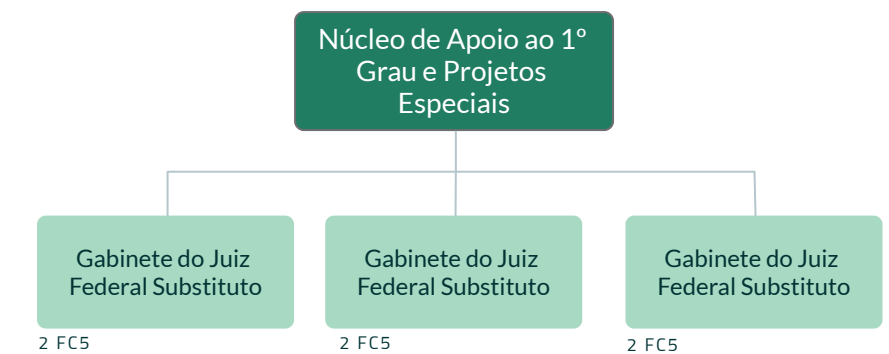 Núcleo de Apoio ao 1º
Grau e Projetos
Especiais
Gabinete do Juiz
Federal Substituto
Gabinete do Juiz
Federal Substituto
Gabinete do Juiz
Federal Substituto
2 FC5
2 FC5
2 FC5